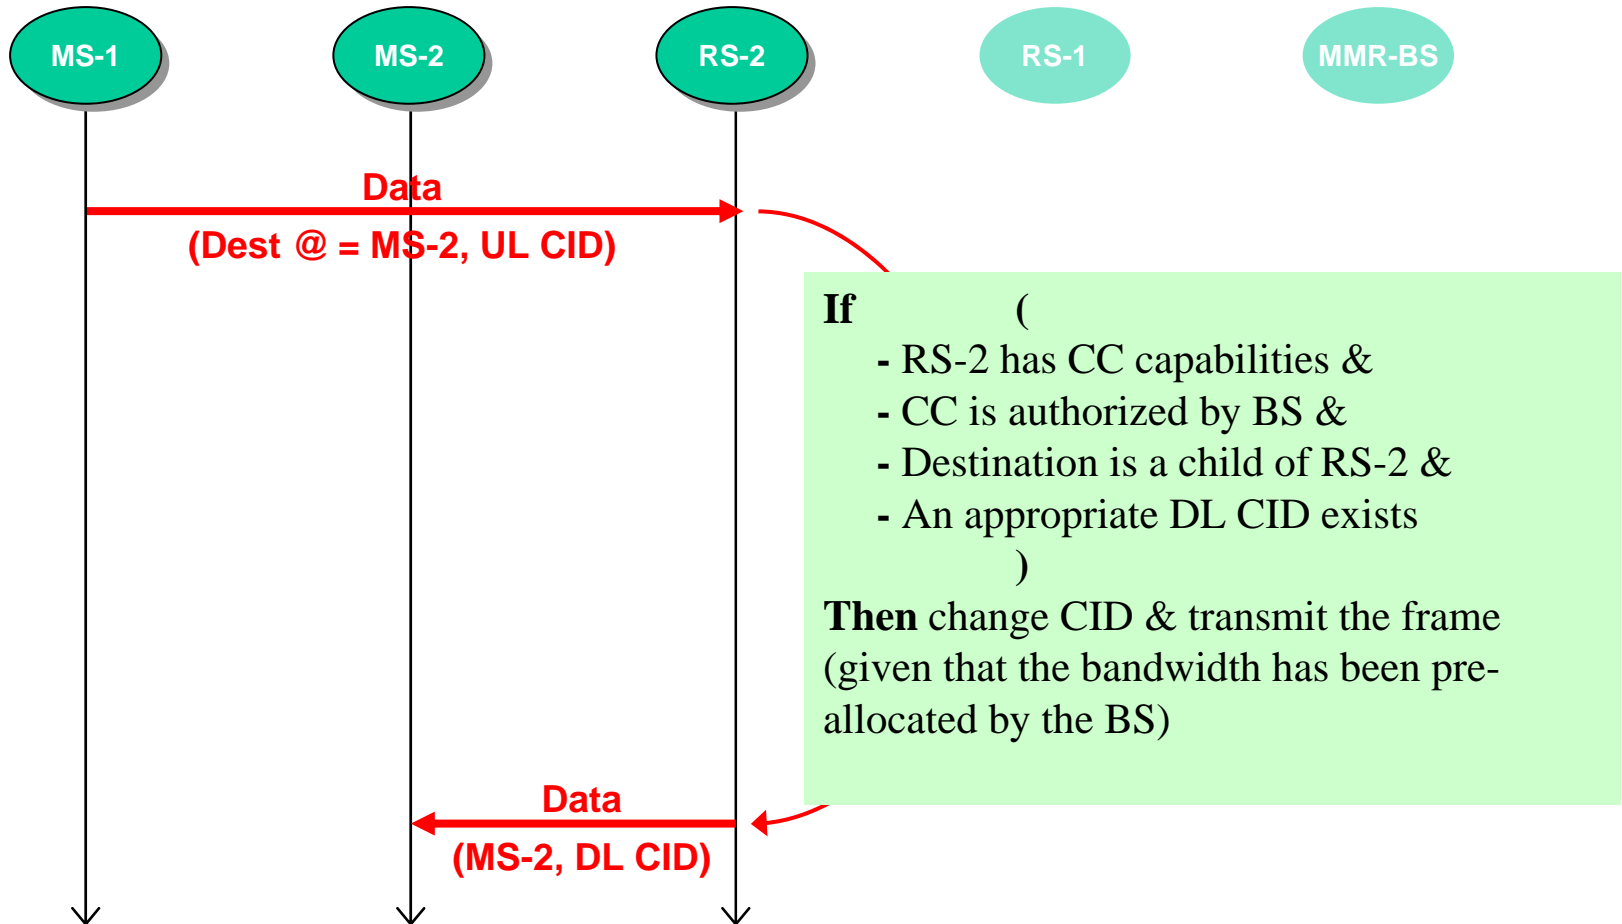 MS-1 MS-2 RS-2 RS-1 MMR-BS
Data
(Dest @ = MS-2, UL CID)
If (
- RS-2 has CC capabilities &
- CC is authorized by BS &
- Destination is a child of RS-2 &
- An appropriate DL CID exists
)
Then change CID & transmit the frame
(given that the bandwidth has been pre-
allocated by the BS)
Data
(MS-2, DL CID)